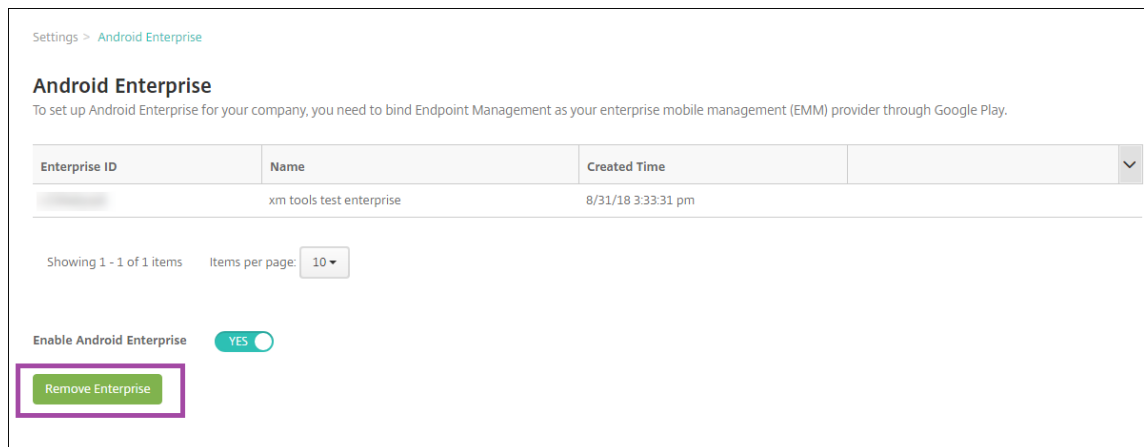 Settings > Android Enterprise
Android Enterprise
To set up Android Enterprise for your company, you need to bind Endpoint Management as your enterprise mobile management (EMM) provider through Google Play.
Enterprise ID Name Created Time
xm tools test enterprise 8/31/18 3:33:31 pm
Showing 1 - 1 of 1 items Items per page: 10
Enable Android Enterprise YES
Remove Enterprise